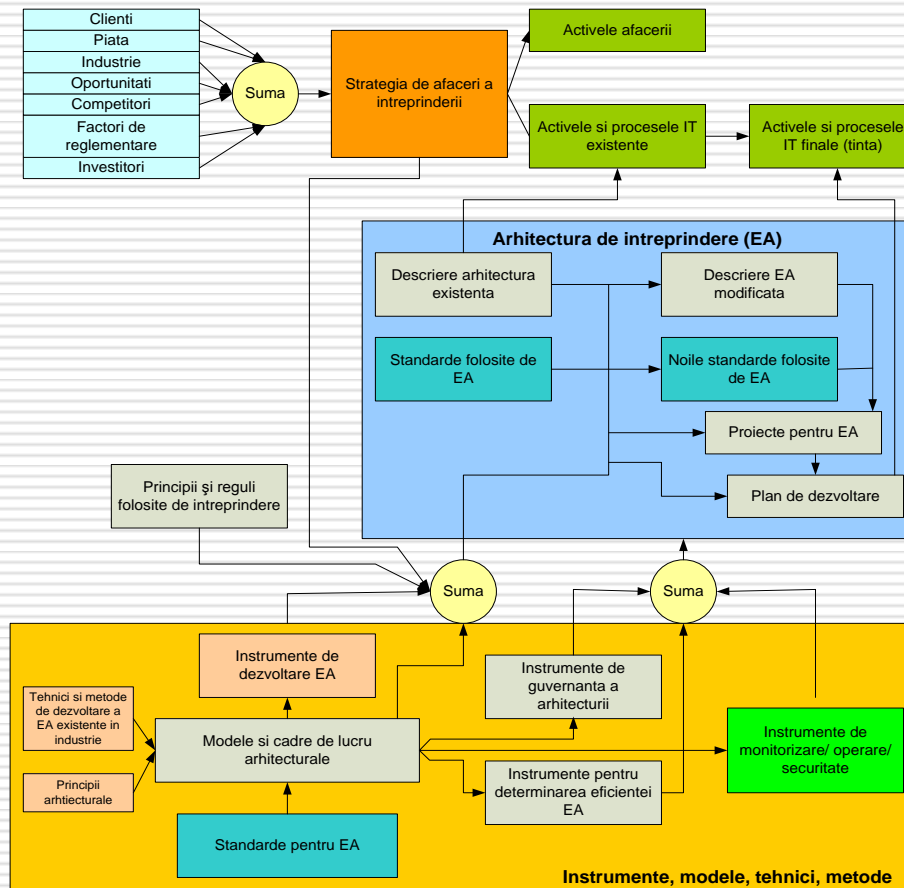 Clienti
Piata
Industrie
Oportunitati
Competitori
Factori de
reglementare
Investitori
Suma
Strategia de afaceri a
intreprinderii
Activele afacerii
Activele si procesele IT
existente
Activele si procesele
IT finale (tinta)
Arhitectura de intreprindere (EA)
Descriere arhitectura
existenta
Descriere EA
modificata
Standarde folosite de
EA
Noile standarde folosite
de EA
Proiecte pentru EA
Plan de dezvoltare
Principii şi reguli
folosite de intreprindere
Suma
Suma
Instrumente de
dezvoltare EA
Instrumente de
guvernanta a
arhitecturii
Tehnici si metode
de dezvoltare a
EA existente in
industrie
Modele si cadre de lucru
arhitecturale
Instrumente de
monitorizare/ operare/
securitate
Principii
arhtiecturale
Instrumente pentru
determinarea eficientei
EA
Standarde pentru EA
Instrumente, modele, tehnici, metode